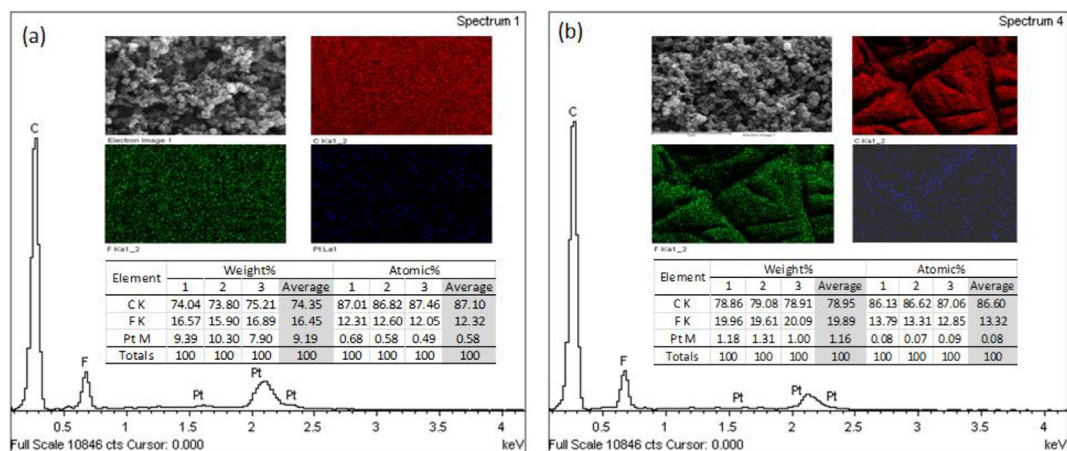 (a)
Spectrum 1
C
Electron Image 1
C Ka1_2
F Ka1_2
Pt La1
Element Weight% Atomic%
1 2 3 Average 1 2 3 Average
C K 74.04 73.80 75.21 74.35 87.01 86.82 87.46 87.10
F K 16.57 15.90 16.89 16.45 12.31 12.60 12.05 12.32
Pt M 9.39 10.30 7.90 9.19 0.68 0.58 0.49 0.58
Totals 100 100 100 100 100 100 100 100
F
Pt
Pt
Pt
0.5 1 1.5 2 2.5 3 3.5 4
Full Scale 10846 cts Cursor: 0.000
keV
(b)
Spectrum 4
C
Electron Image 1
C Ka1_2
F Ka1_2
Element Weight% Atomic%
1 2 3 Average 1 2 3 Average
C K 78.86 79.08 78.91 78.95 86.13 86.62 87.06 86.60
F K 19.96 19.61 20.09 19.89 13.79 13.31 12.85 13.32
Pt M 1.18 1.31 1.00 1.16 0.08 0.07 0.09 0.08
Totals 100 100 100 100 100 100 100 100
F
Pt
Pt
Pt
0.5 1 1.5 2 2.5 3 3.5 4
Full Scale 10846 cts Cursor: 0.000
keV